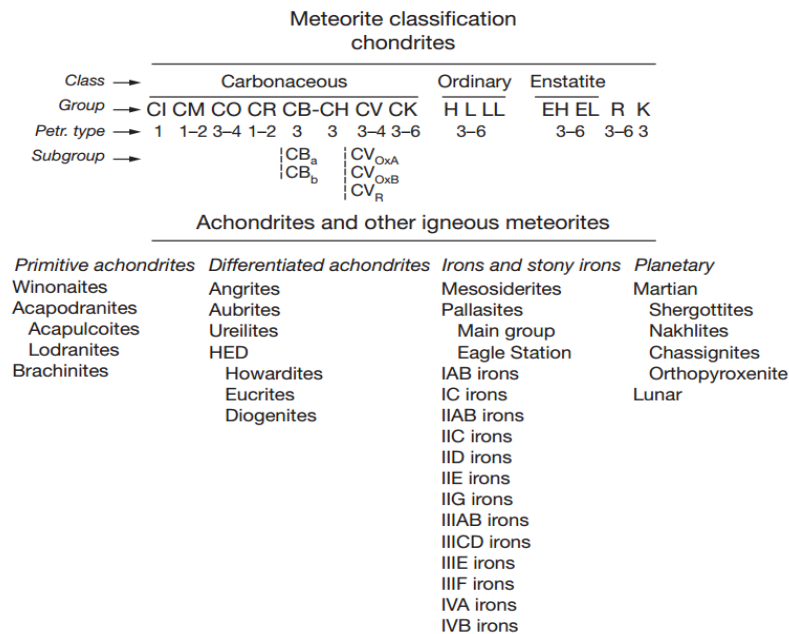 Meteorite classification
chondrites
Class → Carbonaceous Ordinary Enstatite
Group → CI CM CO CR CB-CH CV CK H L LL EH EL R K
Petr. type → 1 1–2 3–4 1–2 3 3 3–4 3–6 3–6 3–6 3–6 3
Subgroup → CBa CVOxA
CBb CVOxB
CVR
Achondrites and other igneous meteorites
Primitive achondrites Differentiated achondrites Irons and stony irons Planetary
Winonaites Angrites Mesosiderites Martian
Acapodranites Aubrites Pallasites Shergottites
Acapulcoites Ureilites Main group Nakhlites
Lodranites HED Eagle Station Chassignites
Brachinites Howardites IAB irons Orthopyroxenite
Eucrites IC irons Lunar
Diogenites IIAB irons
IIC irons
IID irons
IIE irons
IIG irons
IIIAB irons
IIICD irons
IIIE irons
IIIF irons
IVA irons
IVB irons